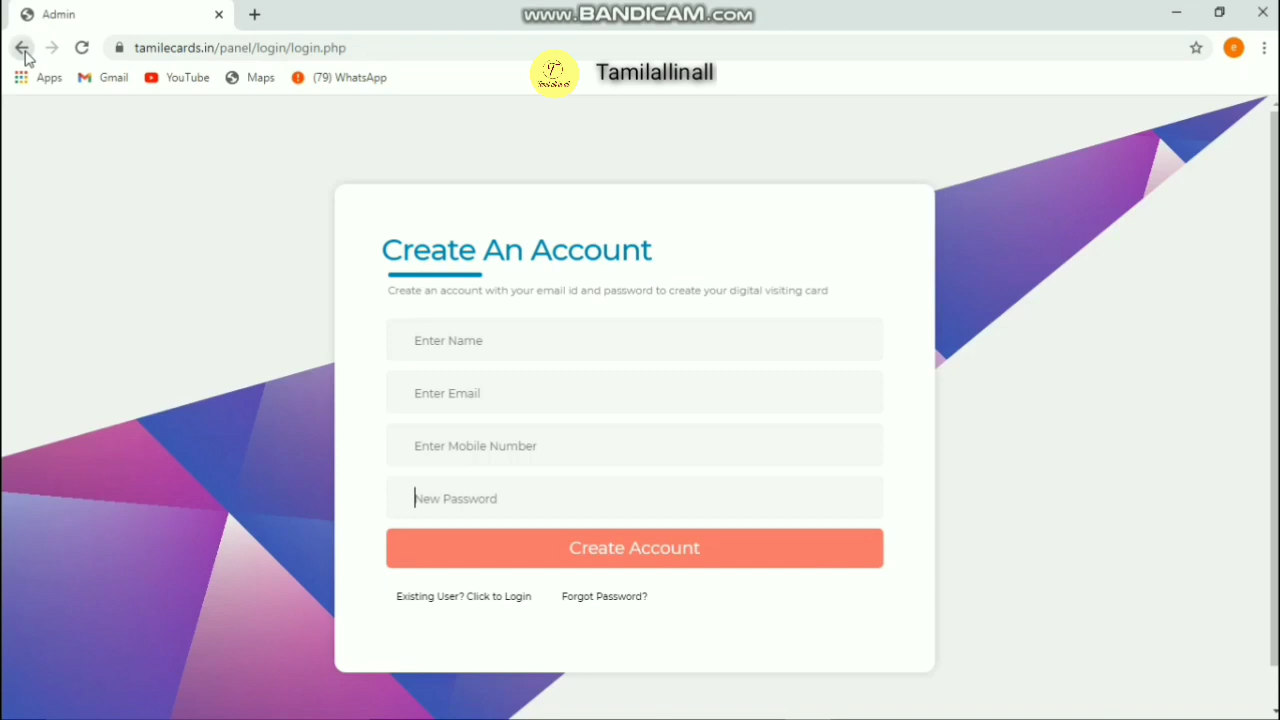 Admin
www.BANDICAM.com
tamilecards.in/panel/login/login.php
e
Apps
Gmail
YouTube
Maps
(79) WhatsApp
Tamilallinall
Create An Account
Create an account with your email id and password to create your digital visiting card
Enter Name
Enter Email
Enter Mobile Number
New Password
Create Account
Existing User? Click to Login
Forgot Password?